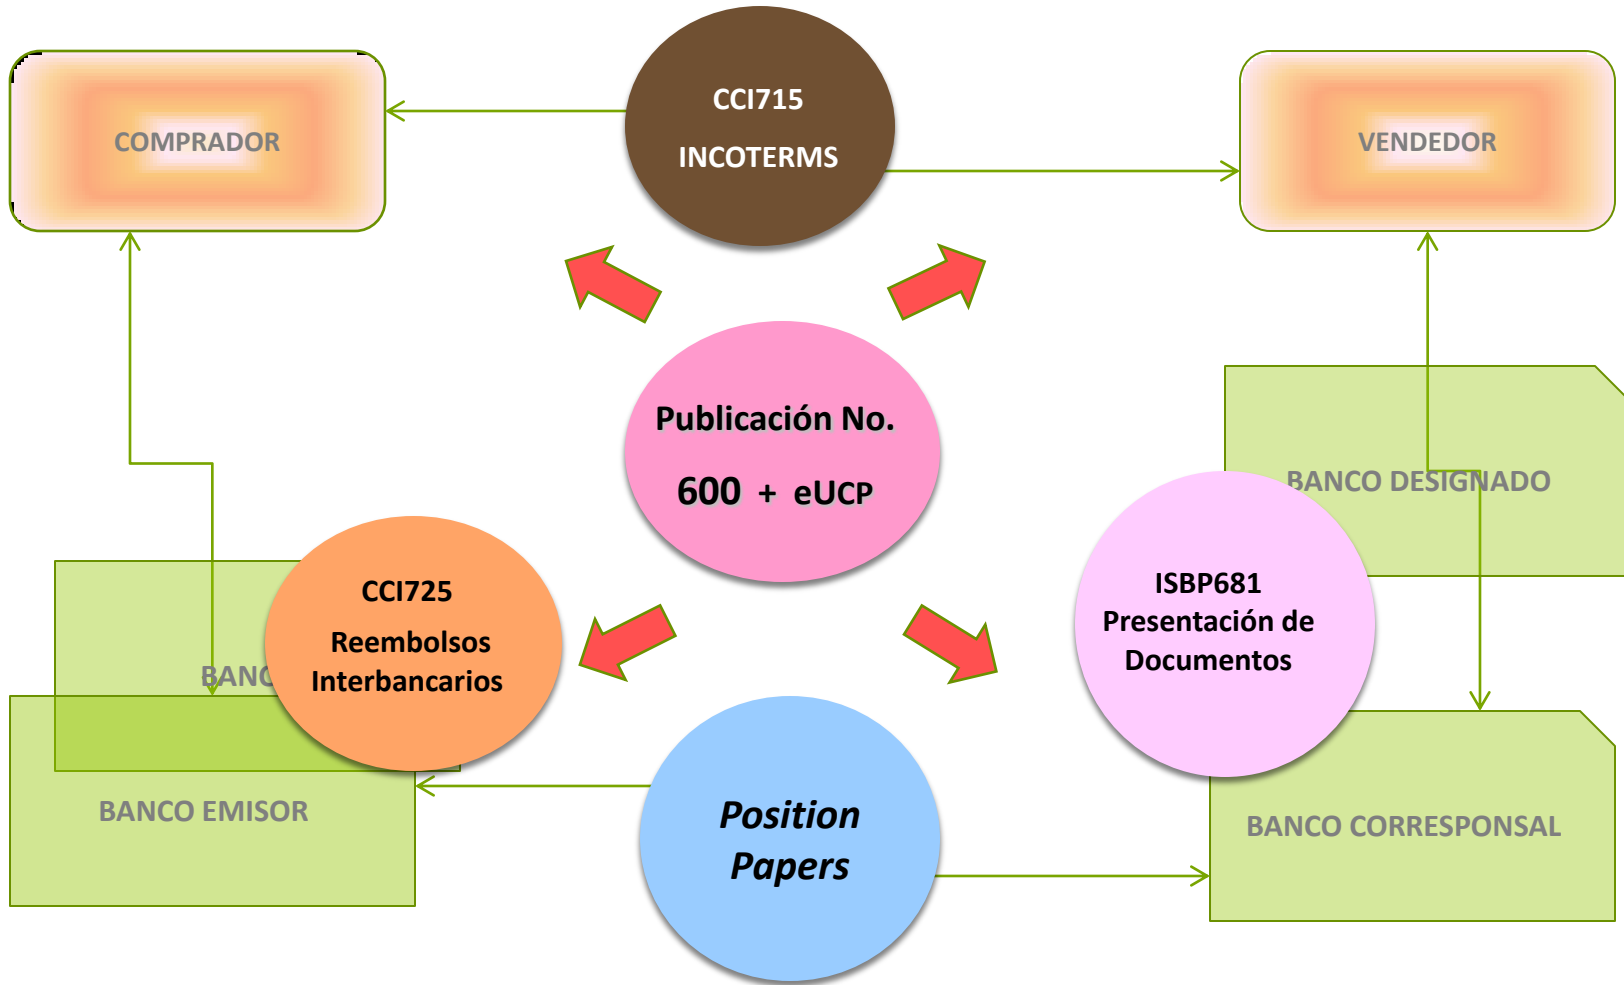 COMPRADOR
CCI715
INCOTERMS
VENDEDOR
Publicación No.
600 + eUCP
BANCO DESIGNADO
CCI725
Reembolsos
Interbancarios
ISBP681
Presentación de
Documentos
BANCO EMISOR
Position
Papers
BANCO CORRESPONSAL